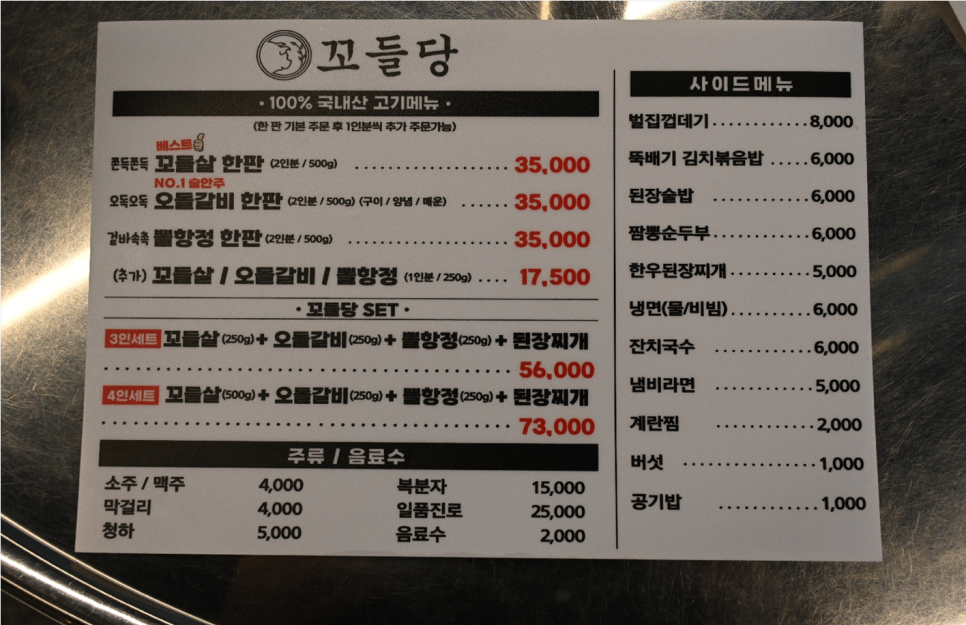 꼬들당
· 100% 국내산 고기메뉴 ·
(한 판 기본 주문 후 1인분씩 추가 주문가능)
베스트
쫀득쫀득 꼬들살 한판 (2인분 / 500g) 35,000
NO.1 술안주
오독오독 오돌갈비 한판 (2인분 / 500g) (구이 / 양념 / 매운) ...... 35,000
겉바속촉 뽈항정 한판 (2인분 / 500g) .................. 35,000
(추가) 꼬들살 / 오돌갈비 / 뽈항정 (1인분 / 250g) .... 17,500
· 꼬들당 SET ·
3인세트 꼬들살(250g) + 오돌갈비(250g) + 뽈항정(250g) + 된장찌개
56,000
4인세트 꼬들살(500g) + 오돌갈비(250g) + 뽈항정(250g) + 된장찌개
73,000
주류 / 음료수
소주 / 맥주 4,000
막걸리 4,000
청하 5,000
복분자 15,000
일품진로 25,000
음료수 2,000
사이드메뉴
벌집껍데기 ............ 8,000
뚝배기 김치볶음밥 ..... 6,000
된장술밥 ............ 6,000
짬뽕순두부 ............ 6,000
한우된장찌개 .......... 5,000
냉면(물/비빔) .......... 6,000
잔치국수 ............ 6,000
냄비라면 ............ 5,000
계란찜 ............ 2,000
버섯 ................ 1,000
공기밥 ............ 1,000